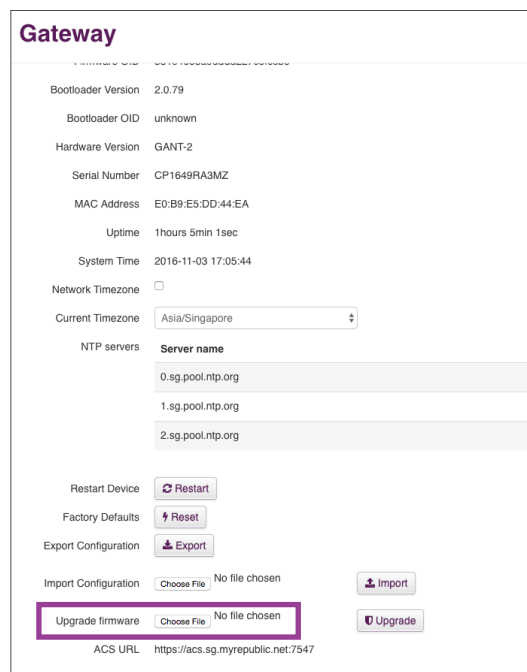 Gateway
Bootloader Version 2.0.79
Bootloader OID unknown
Hardware Version GANT-2
Serial Number CP1649RA3MZ
MAC Address E0:B9:E5:DD:44:EA
Uptime 1hours 5min 1sec
System Time 2016-11-03 17:05:44
Network Timezone
Current Timezone Asia/Singapore
NTP servers Server name
0.sg.pool.ntp.org
1.sg.pool.ntp.org
2.sg.pool.ntp.org
Restart Device Restart
Factory Defaults Reset
Export Configuration Export
Import Configuration Choose File No file chosen Import
Upgrade firmware Choose File No file chosen Upgrade
ACS URL https://acs.sg.myrepublic.net:7547